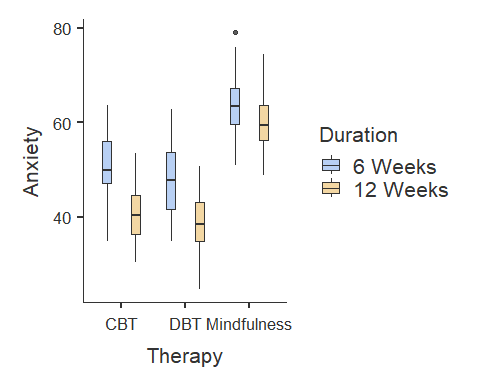 80
60
40
Anxiety
CBT
DBT
Mindfulness
Therapy
Duration
6 Weeks
12 Weeks